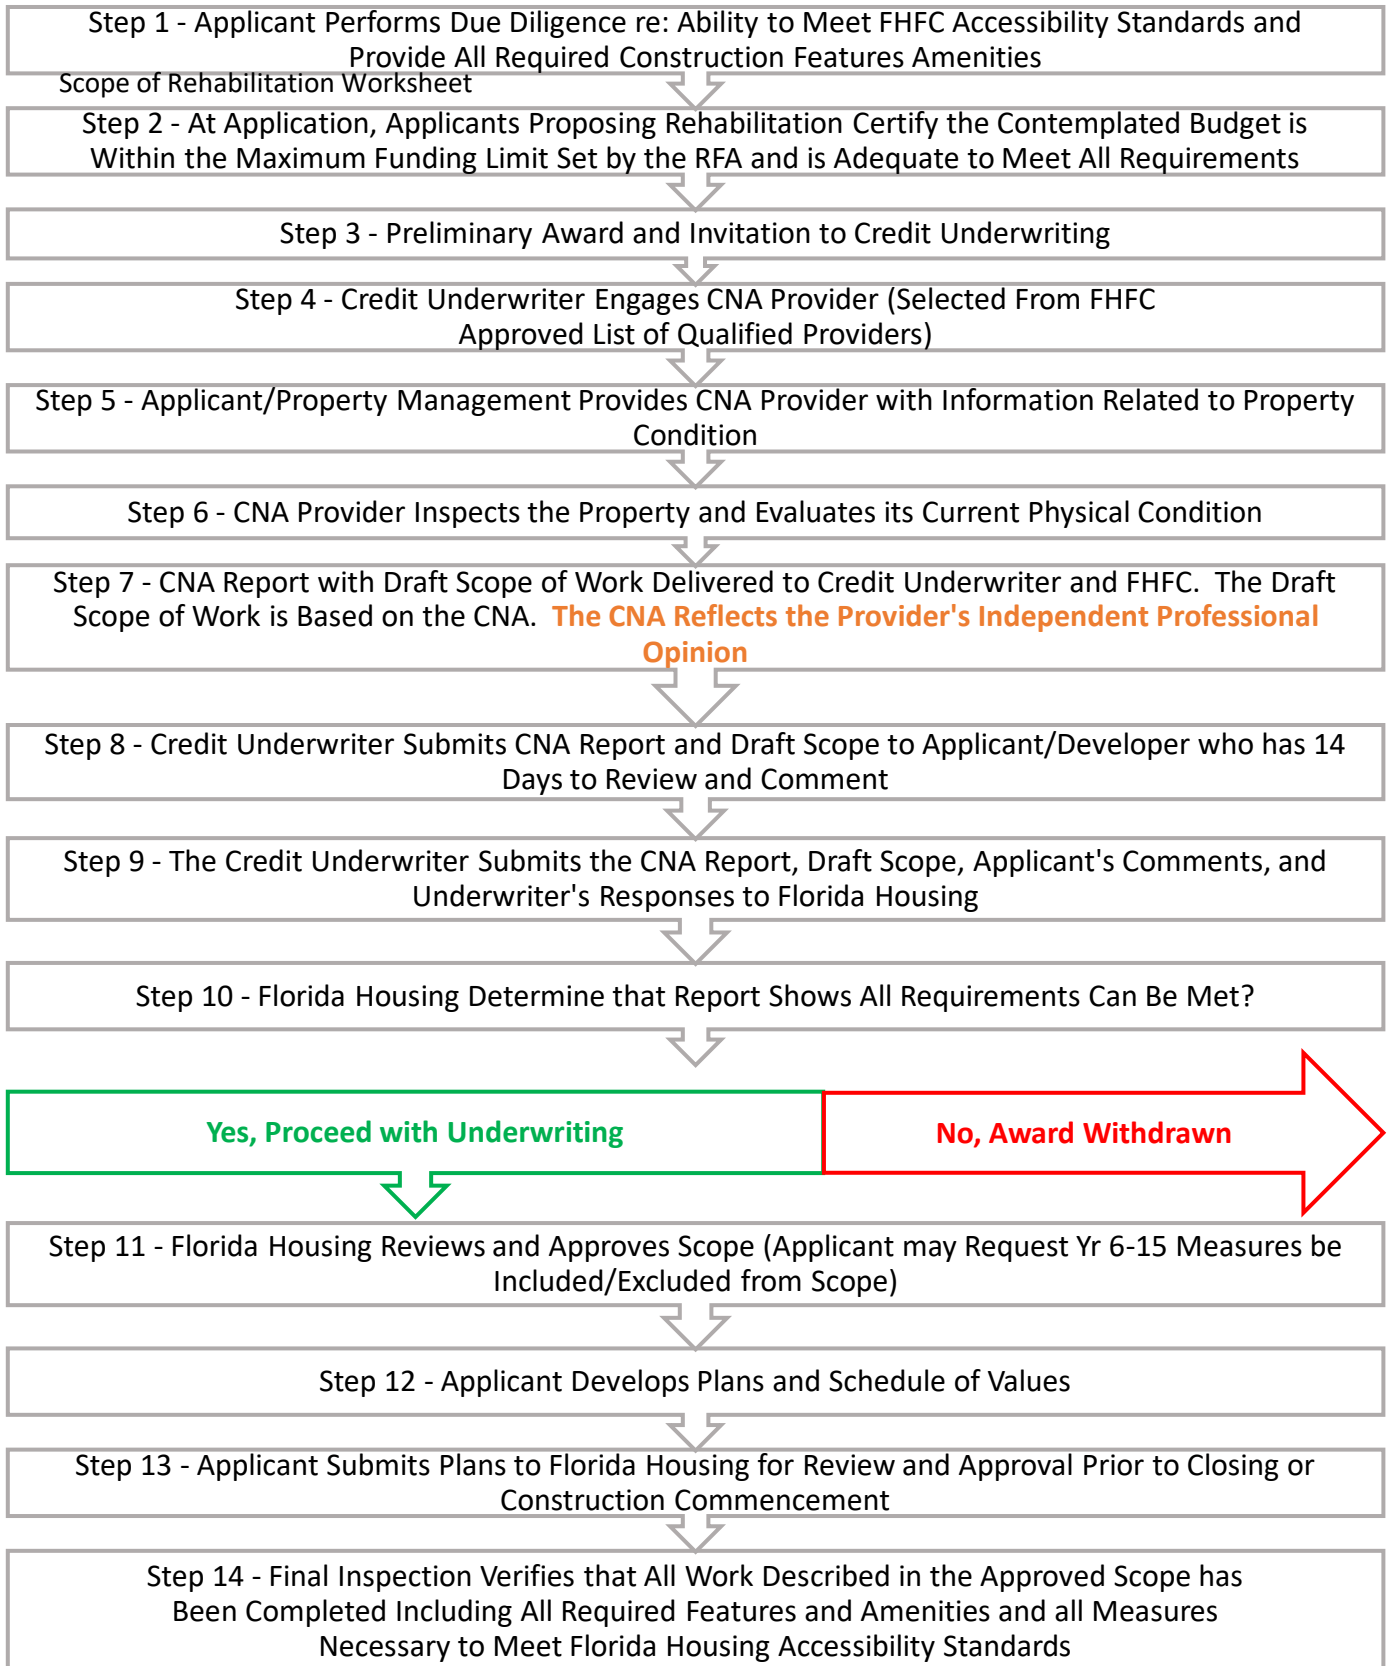 Step 1 - Applicant Performs Due Diligence re: Ability to Meet FHFC Accessibility Standards and
Provide All Required Construction Features Amenities
Scope of Rehabilitation Worksheet
Step 2 - At Application, Applicants Proposing Rehabilitation Certify the Contemplated Budget is
Within the Maximum Funding Limit Set by the RFA and is Adequate to Meet All Requirements
Step 3 - Preliminary Award and Invitation to Credit Underwriting
Step 4 - Credit Underwriter Engages CNA Provider (Selected From FHFC
Approved List of Qualified Providers)
Step 5 - Applicant/Property Management Provides CNA Provider with Information Related to Property
Condition
Step 6 - CNA Provider Inspects the Property and Evaluates its Current Physical Condition
Step 7 - CNA Report with Draft Scope of Work Delivered to Credit Underwriter and FHFC.  The Draft
Scope of Work is Based on the CNA.  The CNA Reflects the Provider's Independent Professional
Opinion
Step 8 - Credit Underwriter Submits CNA Report and Draft Scope to Applicant/Developer who has 14
Days to Review and Comment
Step 9 - The Credit Underwriter Submits the CNA Report, Draft Scope, Applicant's Comments, and
Underwriter's Responses to Florida Housing
Step 10 - Florida Housing Determine that Report Shows All Requirements Can Be Met?
Yes, Proceed with Underwriting
No, Award Withdrawn
Step 11 - Florida Housing Reviews and Approves Scope (Applicant may Request Yr 6-15 Measures be
Included/Excluded from Scope)
Step 12 - Applicant Develops Plans and Schedule of Values
Step 13 - Applicant Submits Plans to Florida Housing for Review and Approval Prior to Closing or
Construction Commencement
Step 14 - Final Inspection Verifies that All Work Described in the Approved Scope has
Been Completed Including All Required Features and Amenities and all Measures
Necessary to Meet Florida Housing Accessibility Standards